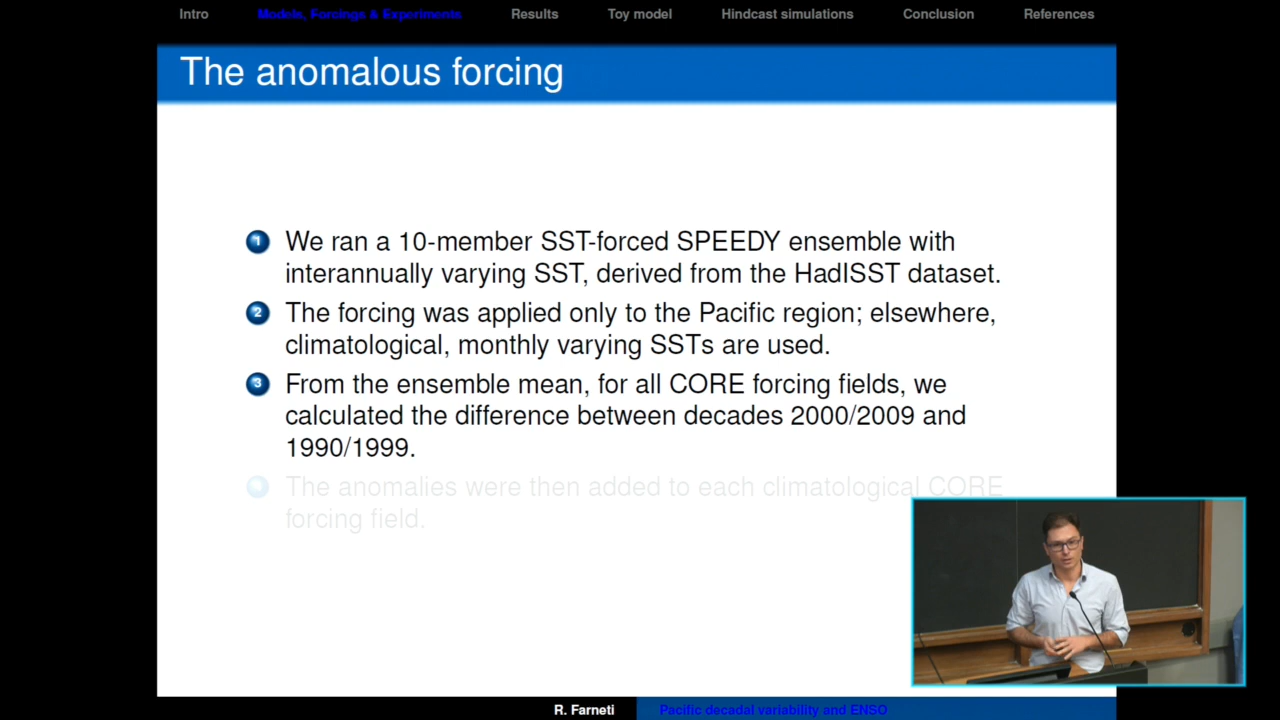 Intro Models, Forcings & Experiments Results Toy model Hindcast simulations Conclusion References
The anomalous forcing
1 We ran a 10-member SST-forced SPEEDY ensemble with
interannually varying SST, derived from the HadISST dataset.
2 The forcing was applied only to the Pacific region; elsewhere,
climatological, monthly varying SSTs are used.
3 From the ensemble mean, for all CORE forcing fields, we
calculated the difference between decades 2000/2009 and
1990/1999.
The anomalies were then added to each climatological CORE
forcing field.
R. Farneti Pacific decadal variability and ENSO